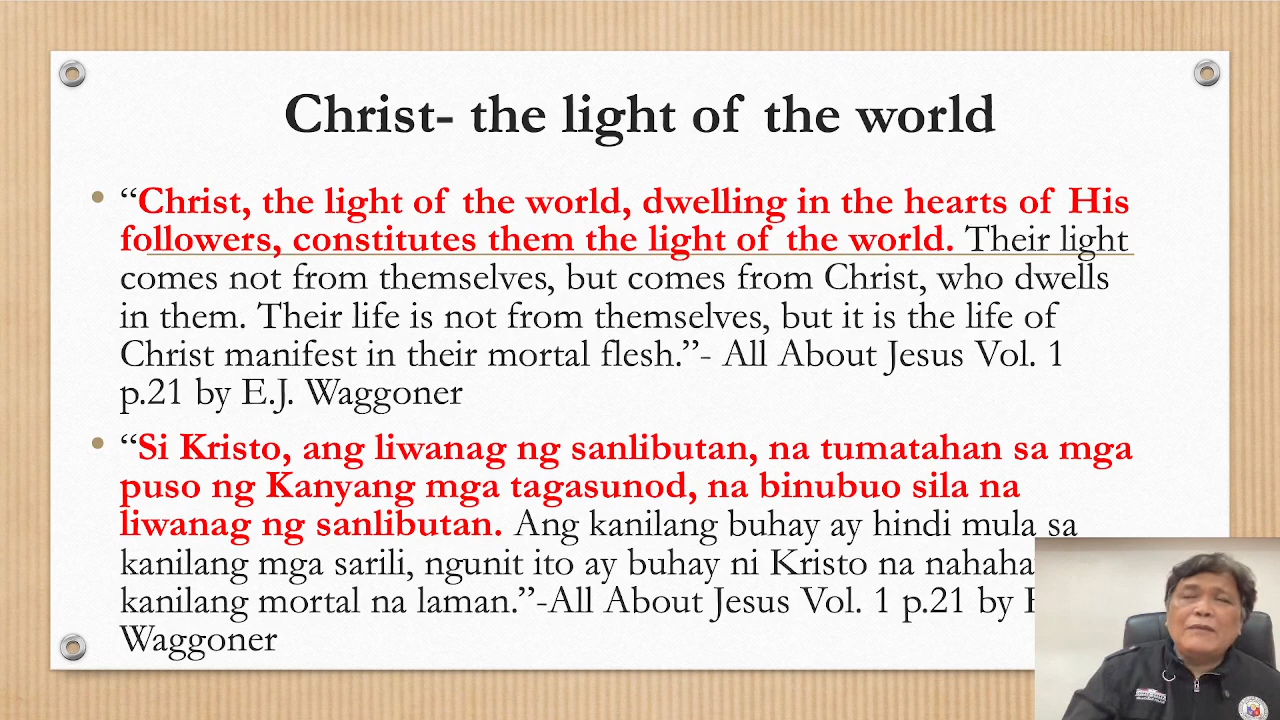 Christ- the light of the world
“Christ, the light of the world, dwelling in the hearts of His
followers, constitutes them the light of the world. Their light
comes not from themselves, but comes from Christ, who dwells
in them. Their life is not from themselves, but it is the life of
Christ manifest in their mortal flesh.”- All About Jesus Vol. 1
p.21 by E.J. Waggoner
“Si Kristo, ang liwanag ng sanlibutan, na tumatahan sa mga
puso ng Kanyang mga tagasunod, na binubuo sila na
liwanag ng sanlibutan. Ang kanilang buhay ay hindi mula sa
kanilang mga sarili, ngunit ito ay buhay ni Kristo na
kanilang mortal na laman.”-All About Jesus Vol. 1 p.21 by
Waggoner